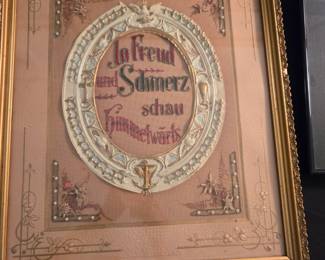 In Freud
und Schmerz
schau
himmelwärts.